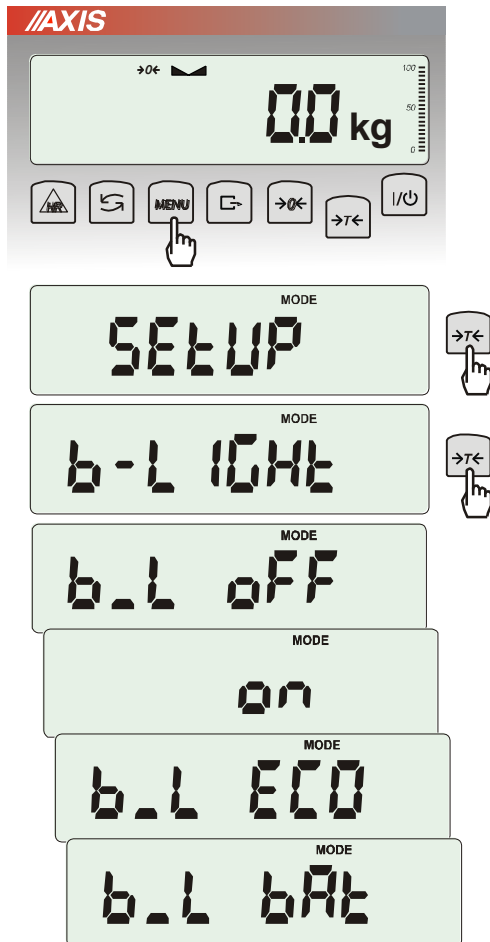 //AXIS
→0← 100
50
0.0 kg
0
HR MENU →0← →T← I/⏻
MODE
SEtUP →T←
MODE
b-LIGHt →T←
MODE
b_L oFF
MODE
on
MODE
b_L ECO
MODE
b_L bAt